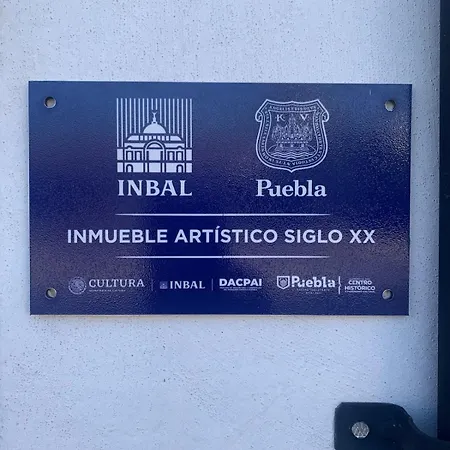 K V
INBAL
Puebla
INMUEBLE ARTÍSTICO SIGLO XX
CULTURA
INBAL
DACPAI
Puebla
CENTRO
HISTÓRICO